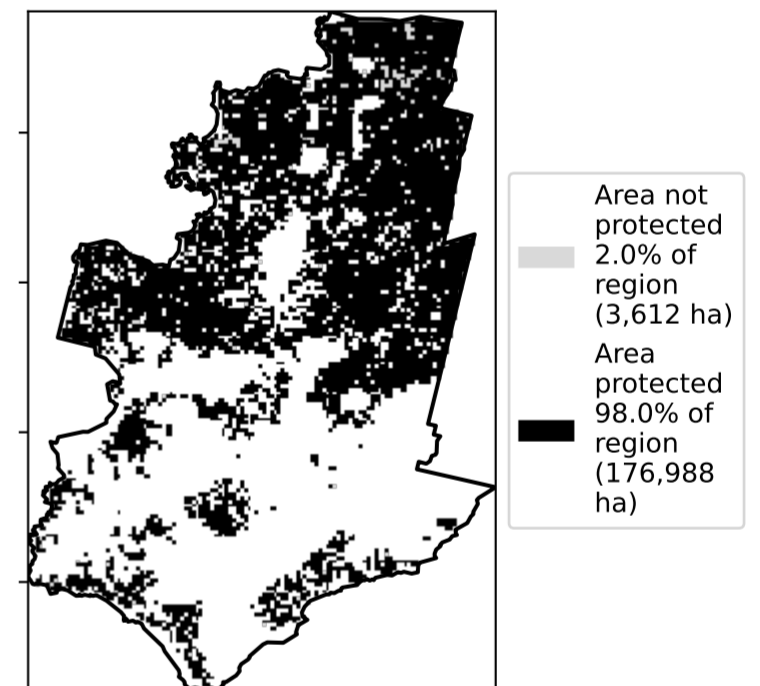 Area not
protected
2.0% of
region
(3,612 ha)
Area
protected
98.0% of
region
(176,988
ha)